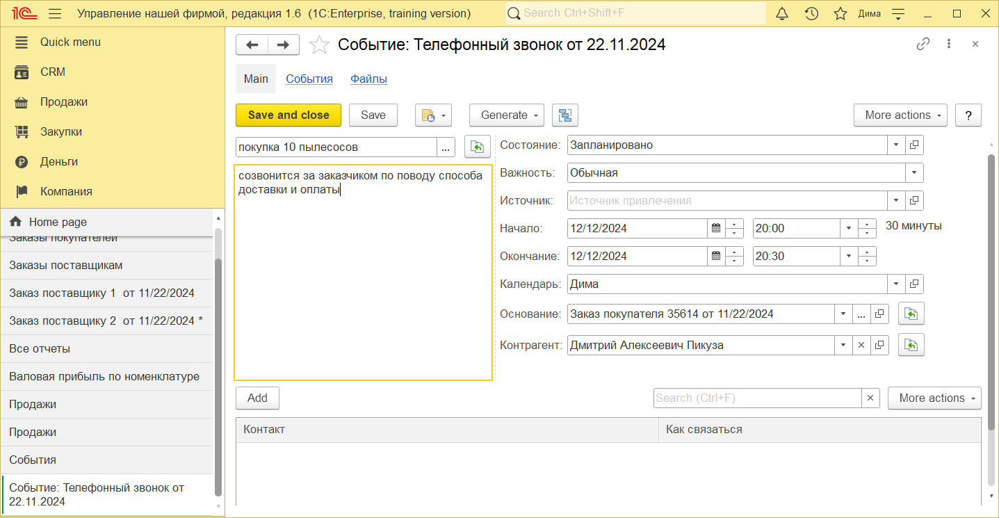 1С Управление нашей фирмой, редакция 1.6 (1C:Enterprise, training version) Search Ctrl+Shift+F Дима
Quick menu
CRM
Продажи
Закупки
Деньги
Компания
Home page
Заказы покупателей
Заказы поставщикам
Заказ поставщику 1 от 11/22/2024
Заказ поставщику 2 от 11/22/2024 *
Все отчеты
Валовая прибыль по номенклатуре
Продажи
Продажи
События
Событие: Телефонный звонок от
22.11.2024
Событие: Телефонный звонок от 22.11.2024
Main События Файлы
Save and close Save Generate More actions ?
покупка 10 пылесосов ...
созвонится за заказчиком по поводу способа
доставки и оплаты
Состояние: Запланировано
Важность: Обычная
Источник: Источник привлечения
Начало: 12/12/2024 20:00 30 минуты
Окончание: 12/12/2024 20:30
Календарь: Дима
Основание: Заказ покупателя 35614 от 11/22/2024 ...
Контрагент: Дмитрий Алексеевич Пикуза
Add Search (Ctrl+F) More actions
Контакт Как связаться